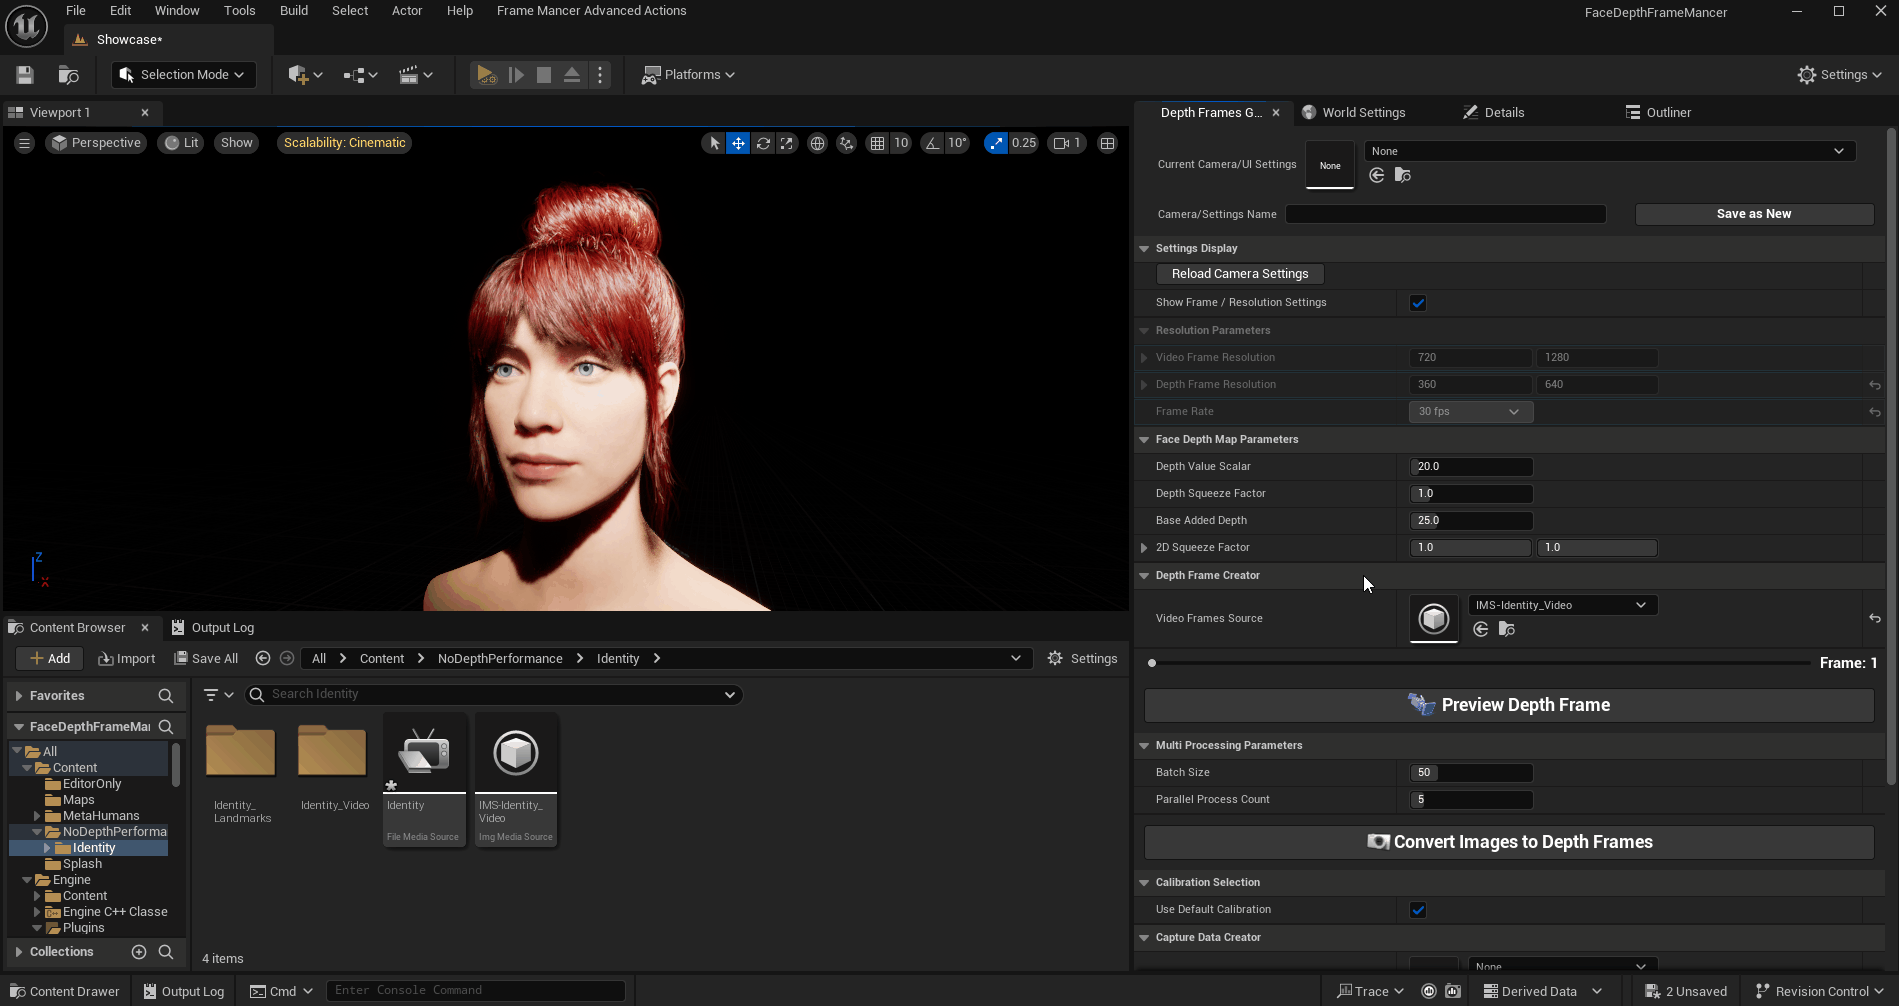 File Edit Window Tools Build Select Actor Help Frame Mancer Advanced Actions
FaceDepthFrameMancer
Showcase*
Selection Mode
Platforms
Settings
Viewport 1
Perspective Lit Show Scalability: Cinematic
10 10° 0.25 1
Z
X
Depth Frames G...
World Settings
Details
Outliner
Current Camera/UI Settings
None
None
Camera/Settings Name
Save as New
Settings Display
Reload Camera Settings
Show Frame / Resolution Settings
Resolution Parameters
Video Frame Resolution 720 1280
Depth Frame Resolution 360 640
Frame Rate 30 fps
Face Depth Map Parameters
Depth Value Scalar 20.0
Depth Squeeze Factor 1.0
Base Added Depth 25.0
2D Squeeze Factor 1.0 1.0
Depth Frame Creator
Video Frames Source IMS-Identity_Video
Frame: 1
Preview Depth Frame
Multi Processing Parameters
Batch Size 50
Parallel Process Count 5
Convert Images to Depth Frames
Calibration Selection
Use Default Calibration
Capture Data Creator
None
Content Browser
Output Log
Add Import Save All All Content NoDepthPerformance Identity Settings
Favorites
Search Identity
FaceDepthFrameMai
All
Content
EditorOnly
Maps
MetaHumans
NoDepthPerforma
Identity
Splash
Engine
Content
Engine C++ Classe
Plugins
Collections
Identity_
Landmarks
Identity_Video
Identity
File Media Source
IMS-Identity_
Video
Img Media Source
4 items
Content Drawer Output Log Cmd Enter Console Command Trace Derived Data 2 Unsaved Revision Control